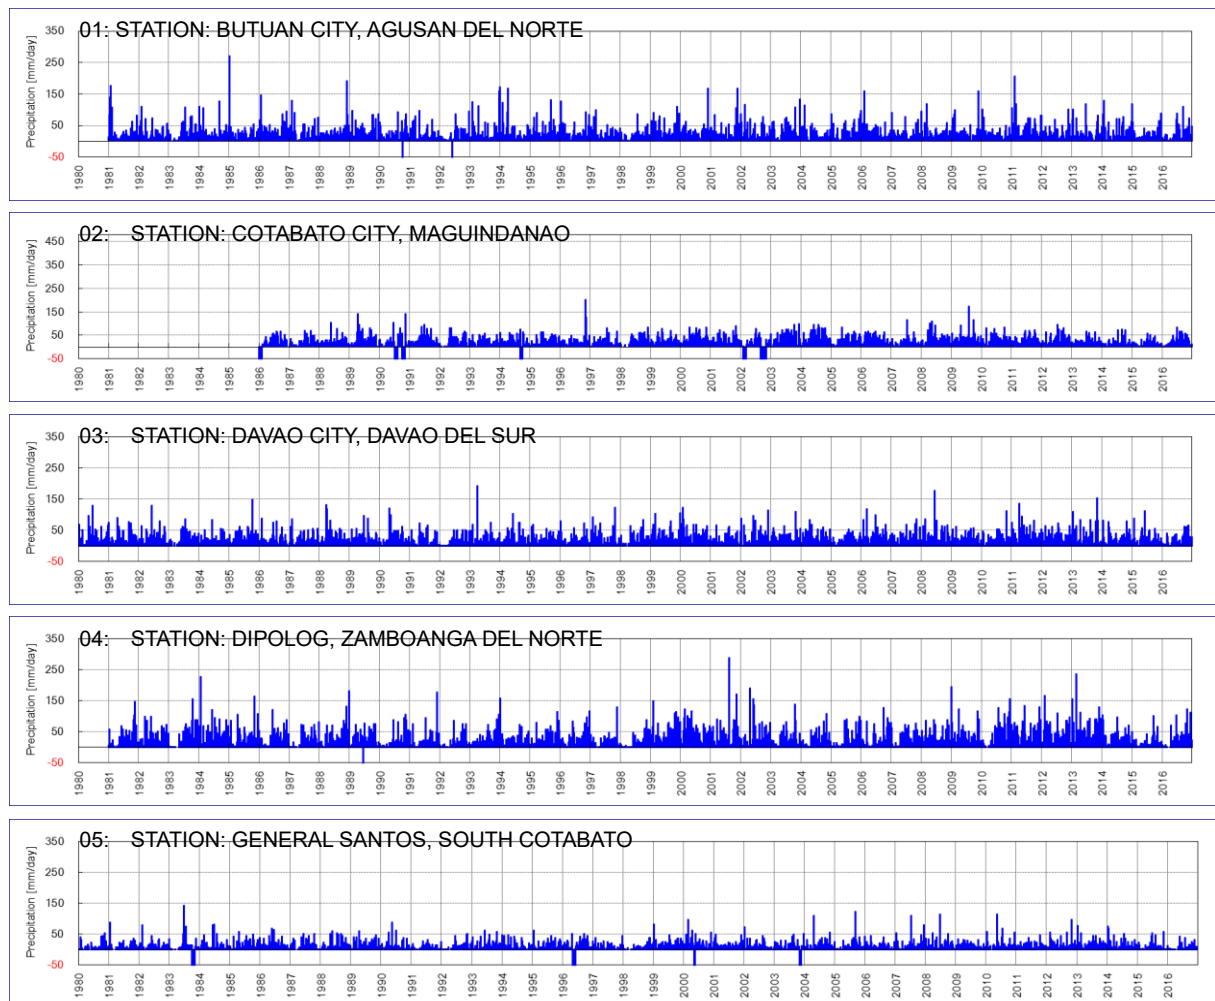 01: STATION: BUTUAN CITY, AGUSAN DEL NORTE
Precipitation [mm/day]
350
250
150
50
-50
1980 1981 1982 1983 1984 1985 1986 1987 1988 1989 1990 1991 1992 1993 1994 1995 1996 1997 1998 1999 2000 2001 2002 2003 2004 2005 2006 2007 2008 2009 2010 2011 2012 2013 2014 2015 2016
02: STATION: COTABATO CITY, MAGUINDANAO
Precipitation [mm/day]
450
350
250
150
50
-50
1980 1981 1982 1983 1984 1985 1986 1987 1988 1989 1990 1991 1992 1993 1994 1995 1996 1997 1998 1999 2000 2001 2002 2003 2004 2005 2006 2007 2008 2009 2010 2011 2012 2013 2014 2015 2016
03: STATION: DAVAO CITY, DAVAO DEL SUR
Precipitation [mm/day]
350
250
150
50
-50
1980 1981 1982 1983 1984 1985 1986 1987 1988 1989 1990 1991 1992 1993 1994 1995 1996 1997 1998 1999 2000 2001 2002 2003 2004 2005 2006 2007 2008 2009 2010 2011 2012 2013 2014 2015 2016
04: STATION: DIPOLOG, ZAMBOANGA DEL NORTE
Precipitation [mm/day]
350
250
150
50
-50
1980 1981 1982 1983 1984 1985 1986 1987 1988 1989 1990 1991 1992 1993 1994 1995 1996 1997 1998 1999 2000 2001 2002 2003 2004 2005 2006 2007 2008 2009 2010 2011 2012 2013 2014 2015 2016
05: STATION: GENERAL SANTOS, SOUTH COTABATO
Precipitation [mm/day]
350
250
150
50
-50
1980 1981 1982 1983 1984 1985 1986 1987 1988 1989 1990 1991 1992 1993 1994 1995 1996 1997 1998 1999 2000 2001 2002 2003 2004 2005 2006 2007 2008 2009 2010 2011 2012 2013 2014 2015 2016